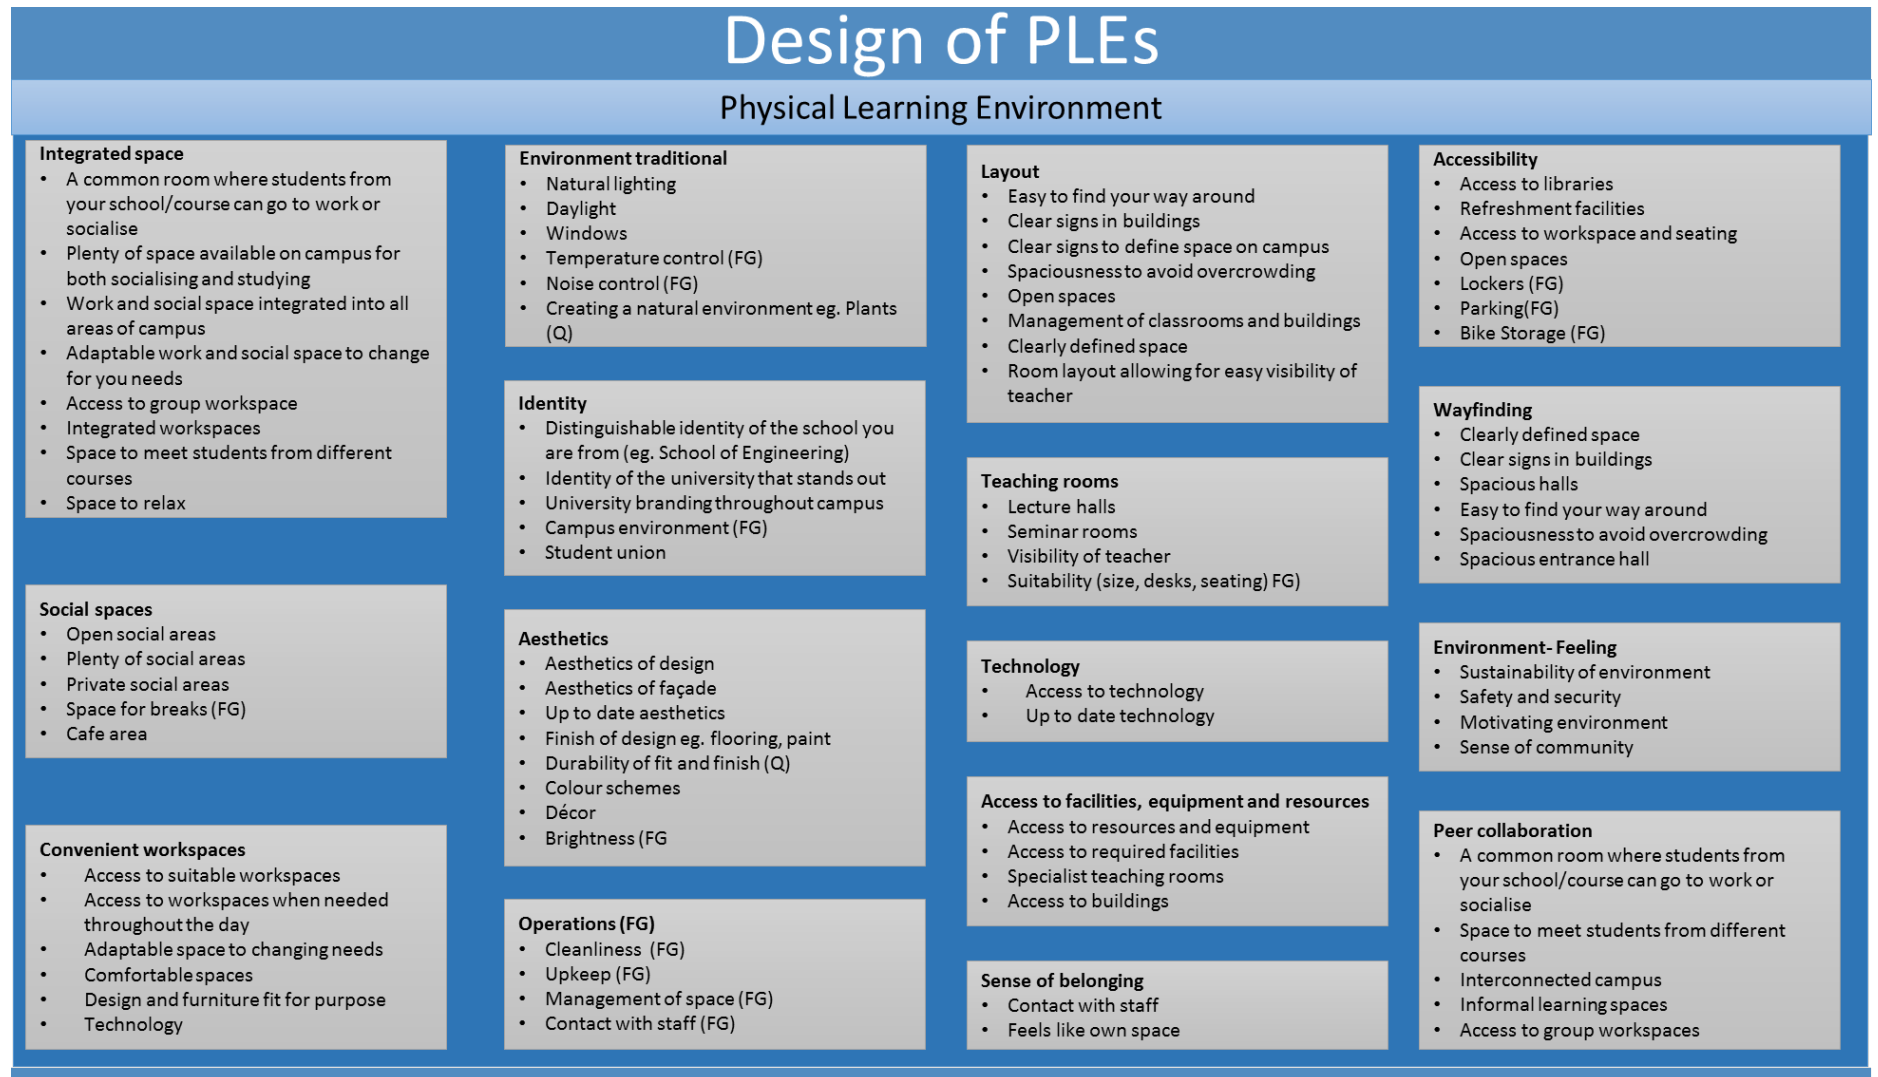 Design of PLEs
Physical Learning Environment
Integrated space
• A common room where students from
your school/course can go to work or
socialise
• Plenty of space available on campus for
both socialising and studying
• Work and social space integrated into all
areas of campus
• Adaptable work and social space to change
for you needs
• Access to group workspace
• Integrated workspaces
• Space to meet students from different
courses
• Space to relax
Social spaces
• Open social areas
• Plenty of social areas
• Private social areas
• Space for breaks (FG)
• Cafe area
Convenient workspaces
• Access to suitable workspaces
• Access to workspaces when needed
throughout the day
• Adaptable space to changing needs
• Comfortable spaces
• Design and furniture fit for purpose
• Technology
Environment traditional
• Natural lighting
• Daylight
• Windows
• Temperature control (FG)
• Noise control (FG)
• Creating a natural environment eg. Plants
(Q)
Identity
• Distinguishable identity of the school you
are from (eg. School of Engineering)
• Identity of the university that stands out
• University branding throughout campus
• Campus environment (FG)
• Student union
Aesthetics
• Aesthetics of design
• Aesthetics of façade
• Up to date aesthetics
• Finish of design eg. flooring, paint
• Durability of fit and finish (Q)
• Colour schemes
• Décor
• Brightness (FG
Operations (FG)
• Cleanliness (FG)
• Upkeep (FG)
• Management of space (FG)
• Contact with staff (FG)
Layout
• Easy to find your way around
• Clear signs in buildings
• Clear signs to define space on campus
• Spaciousness to avoid overcrowding
• Open spaces
• Management of classrooms and buildings
• Clearly defined space
• Room layout allowing for easy visibility of
teacher
Teaching rooms
• Lecture halls
• Seminar rooms
• Visibility of teacher
• Suitability (size, desks, seating) FG)
Technology
• Access to technology
• Up to date technology
Access to facilities, equipment and resources
• Access to resources and equipment
• Access to required facilities
• Specialist teaching rooms
• Access to buildings
Sense of belonging
• Contact with staff
• Feels like own space
Accessibility
• Access to libraries
• Refreshment facilities
• Access to workspace and seating
• Open spaces
• Lockers (FG)
• Parking(FG)
• Bike Storage (FG)
Wayfinding
• Clearly defined space
• Clear signs in buildings
• Spacious halls
• Easy to find your way around
• Spaciousness to avoid overcrowding
• Spacious entrance hall
Environment- Feeling
• Sustainability of environment
• Safety and security
• Motivating environment
• Sense of community
Peer collaboration
• A common room where students from
your school/course can go to work or
socialise
• Space to meet students from different
courses
• Interconnected campus
• Informal learning spaces
• Access to group workspaces